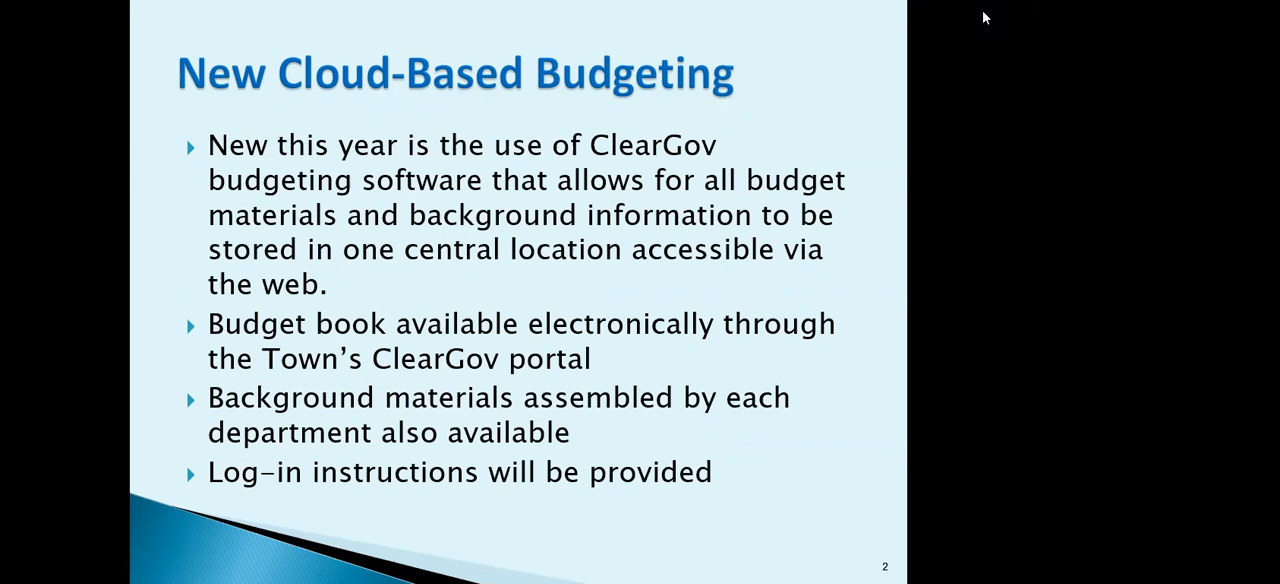 New Cloud-Based Budgeting
New this year is the use of ClearGov
budgeting software that allows for all budget
materials and background information to be
stored in one central location accessible via
the web.
Budget book available electronically through
the Town’s ClearGov portal
Background materials assembled by each
department also available
Log-in instructions will be provided
2